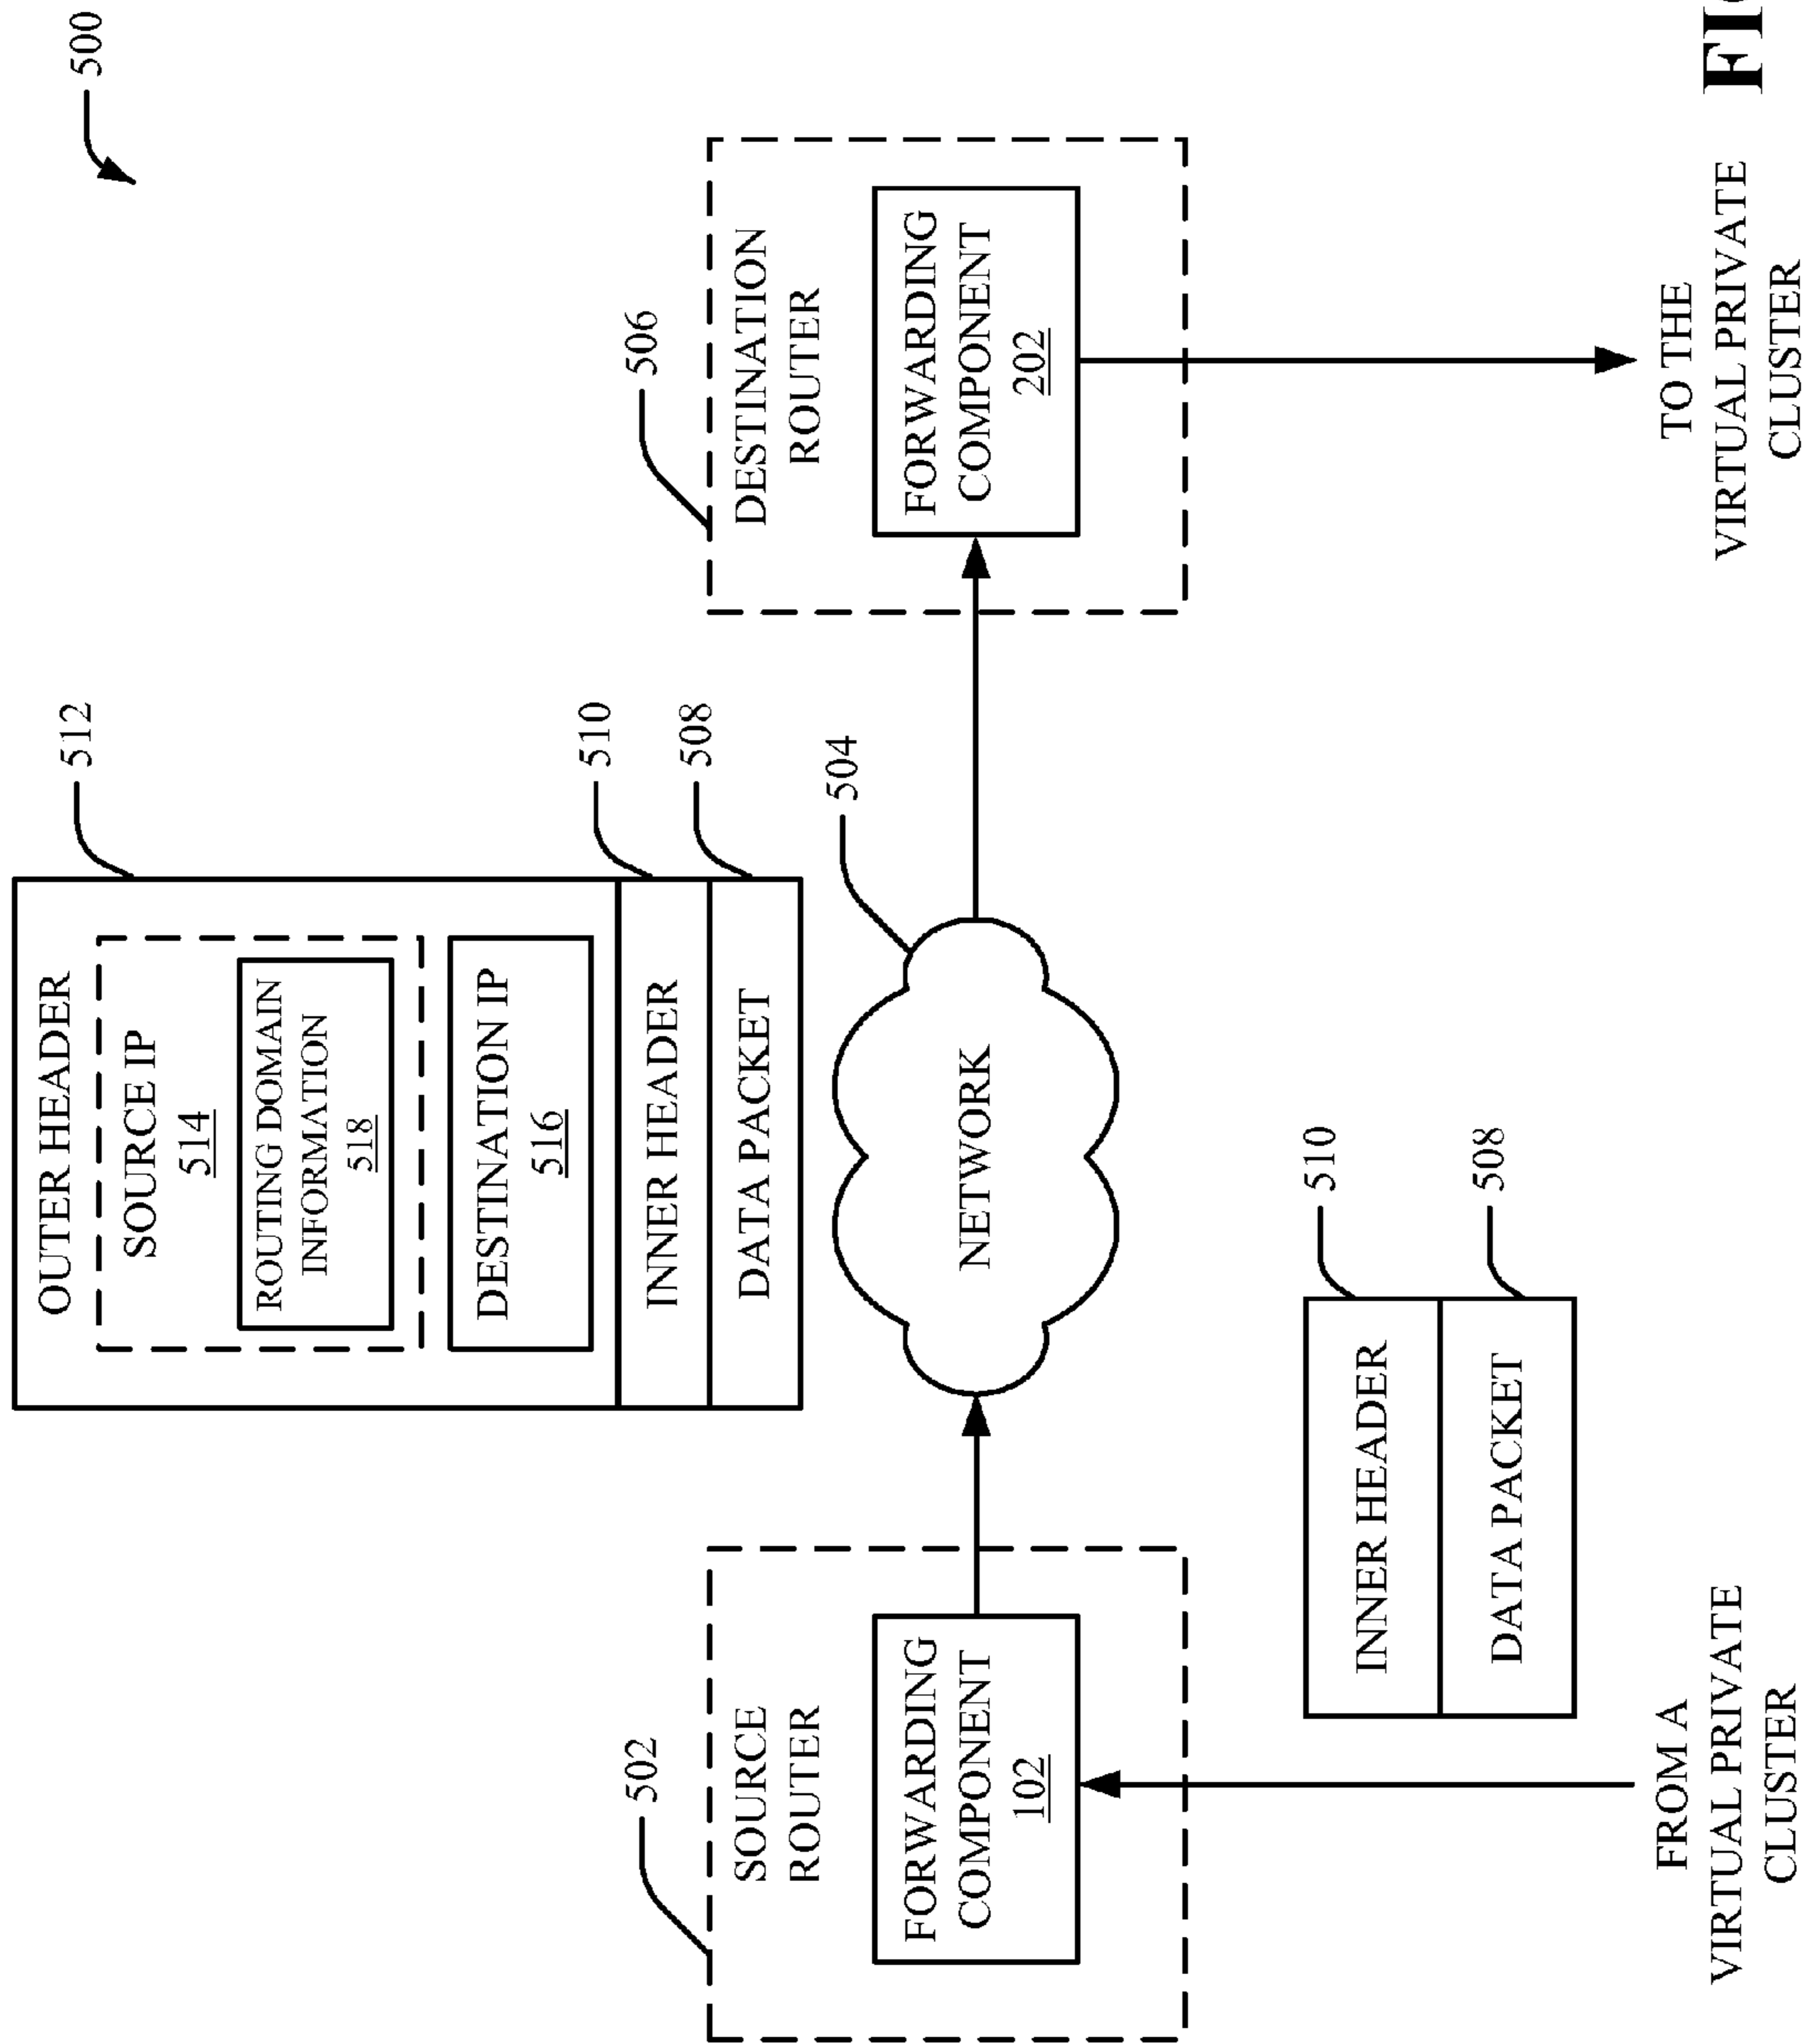 500
512
OUTER HEADER
SOURCE IP
514
ROUTING DOMAIN
INFORMATION
518
DESTINATION IP
516
510
INNER HEADER
508
DATA PACKET
502
SOURCE
ROUTER
FORWARDING
COMPONENT
102
504
NETWORK
506
DESTINATION
ROUTER
FORWARDING
COMPONENT
202
510
INNER HEADER
508
DATA PACKET
FROM A
VIRTUAL PRIVATE
CLUSTER
TO THE
VIRTUAL PRIVATE
CLUSTER